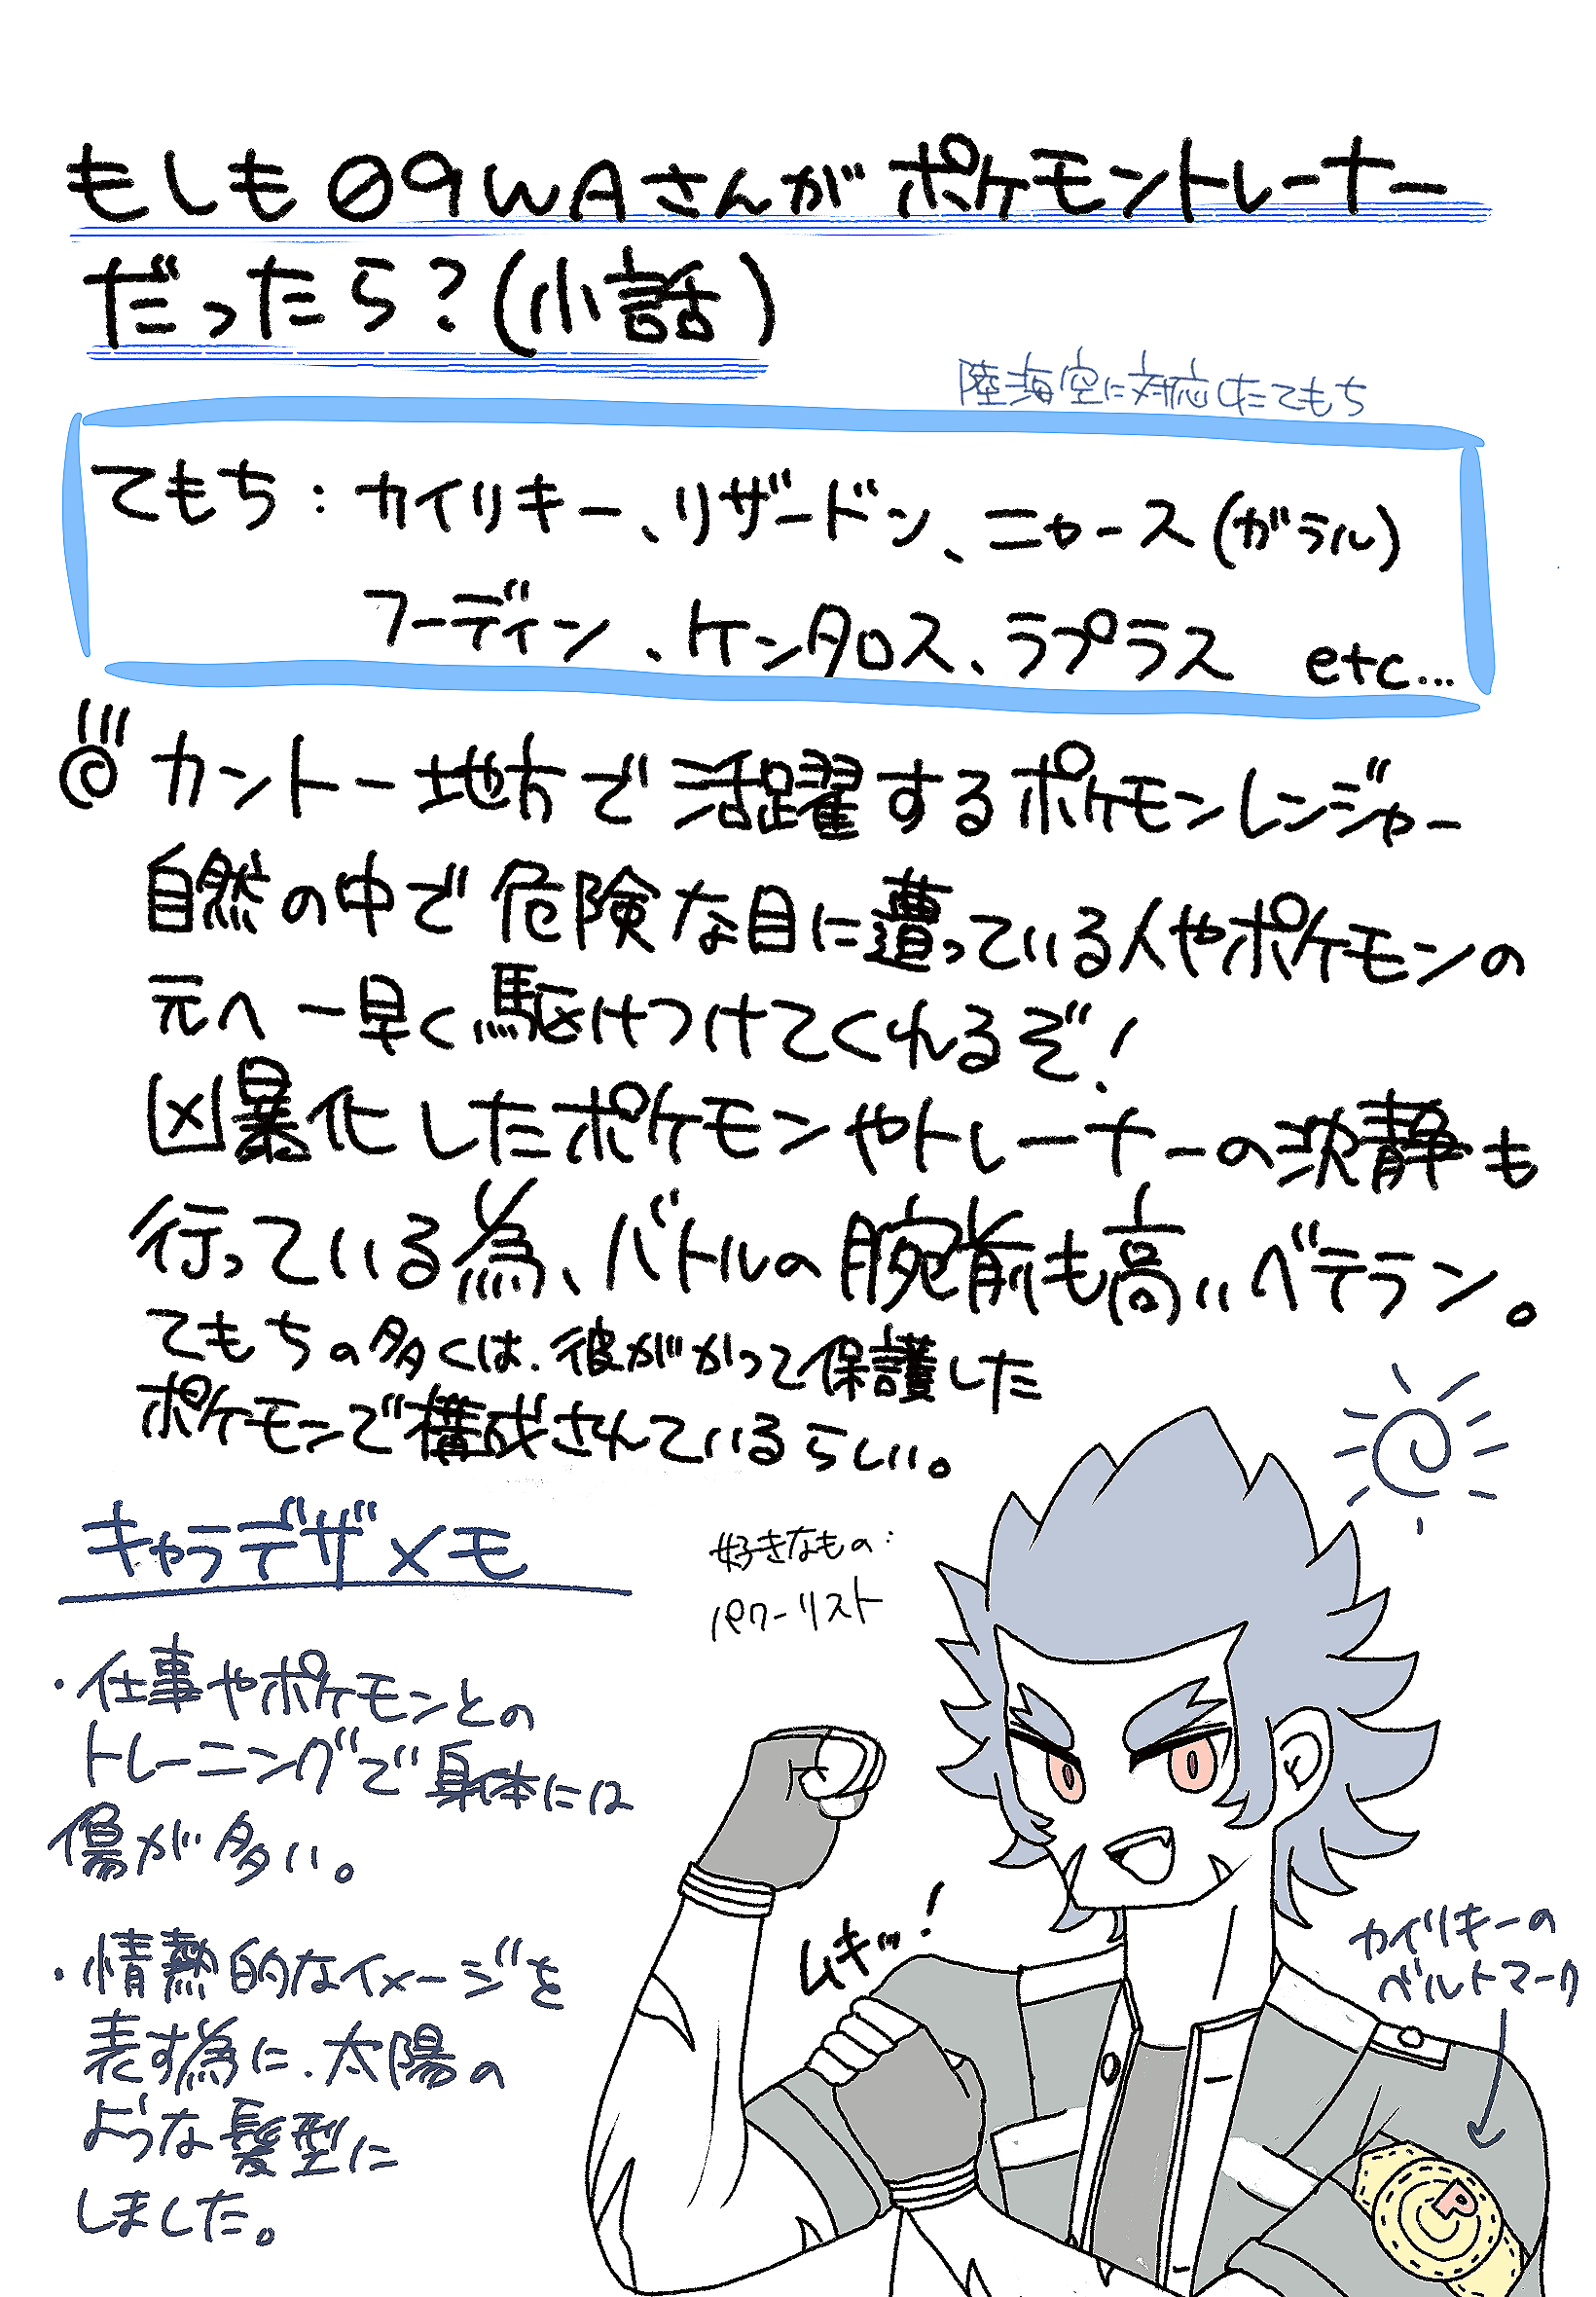 もしも09WAさんがポケモントレーナー
だったら?(小話)
陸海空に対応したてもち
てもち:カイリキー、リザードン、ニャース(ガラル)
フーディン、ケンタロス、ラプラス etc...
カントー地方で活躍するポケモンレンジャー
自然の中で危険な目に遭っている人やポケモンの
元へ一早く駆けつけてくれるぞ!
凶暴化したポケモンやトレーナーの沈静も
行っている為、バトルの腕前も高いベテラン。
てもちの多くは、彼ががつて保護した
ポケモンで構成されているらしい。
キャラデザメモ
・仕事やポケモンとの
トレーニングで身体には
傷が多い。
・情熱的なイメージを
表す為に、太陽の
ような髪型に
しました。
好きなもの:
パワーリスト
ムキッ!
カイリキーの
ベルトマーク
P